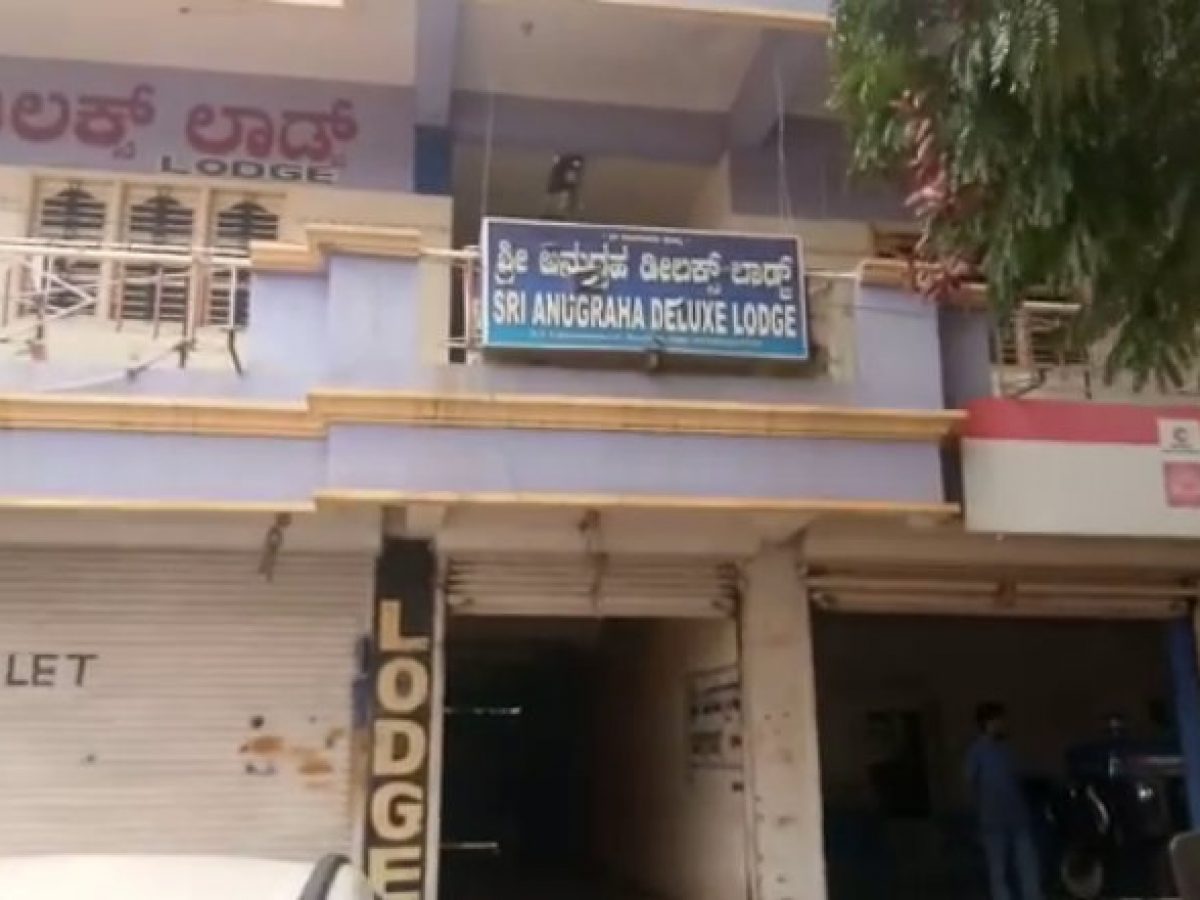 ಲಕ್ಸ್ ಲಾಡ್ಜ್
LODGE
ಶ್ರೀ ಅನುಗ್ರಹ ಡೀಲಕ್ಸ್ ಲಾಡ್ಜ್
SRI ANUGRAHA DELUXE LODGE
LET
LODGE